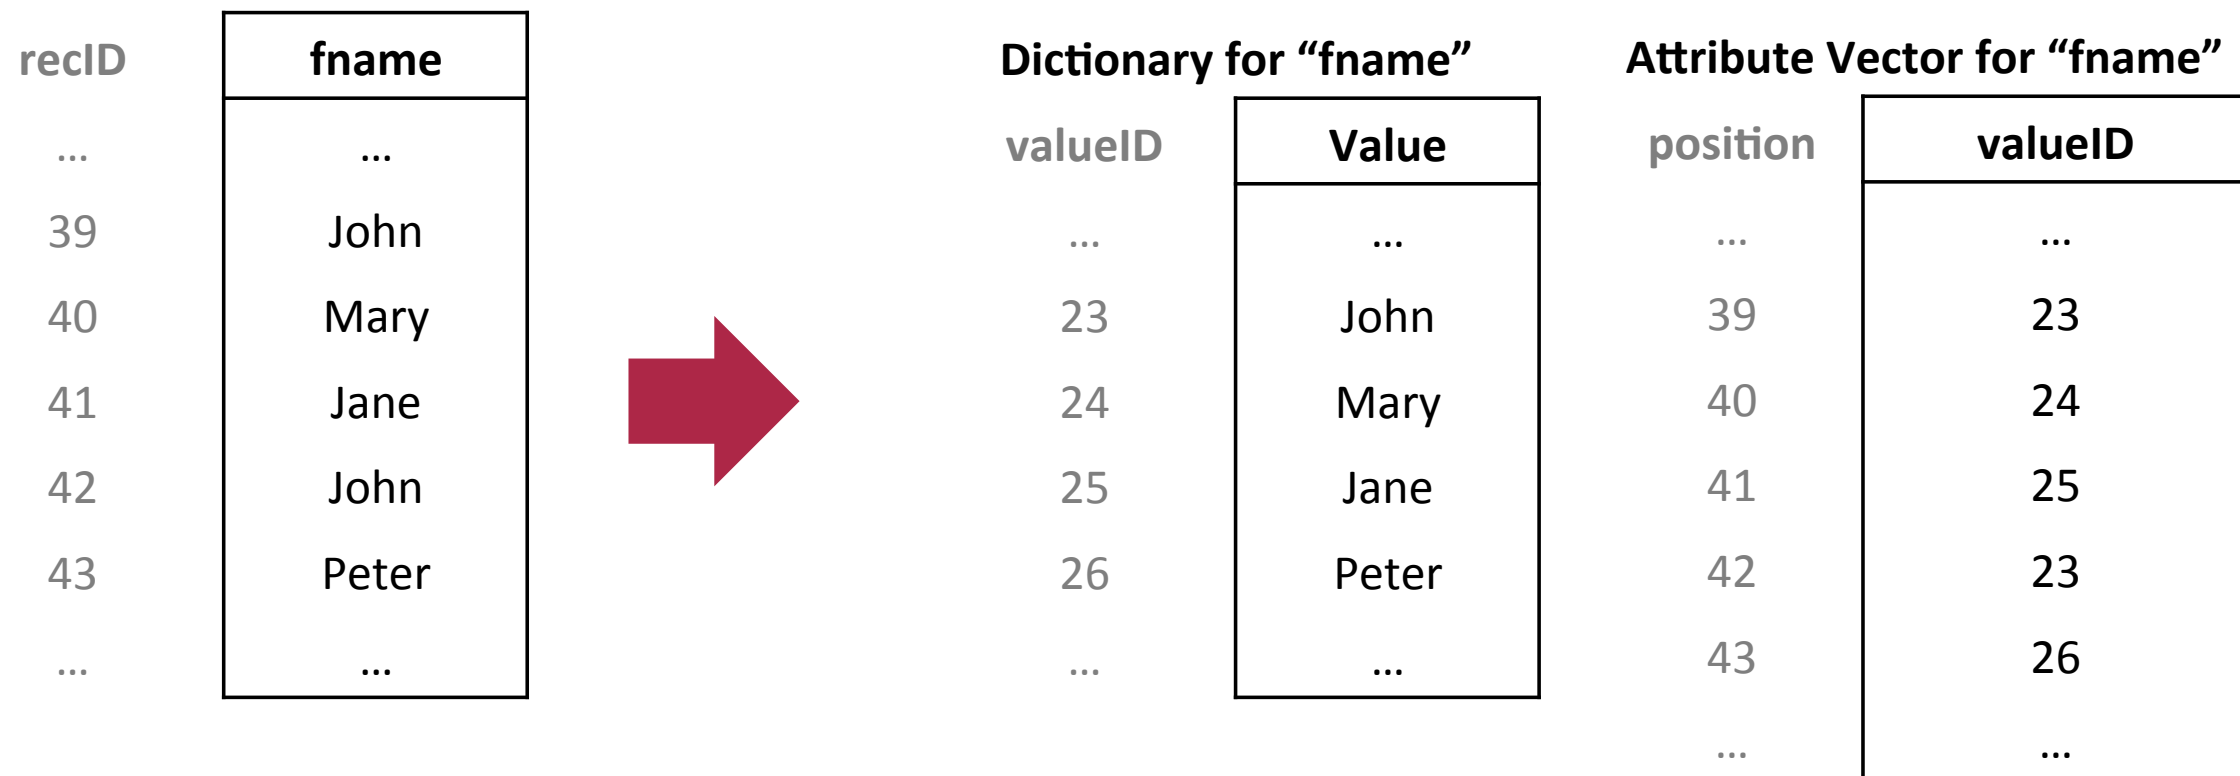 recID fname
... ...
39 John
40 Mary
41 Jane
42 John
43 Peter
... ...
Dictionary for “fname”
valueID Value
... ...
23 John
24 Mary
25 Jane
26 Peter
... ...
Attribute Vector for “fname”
position valueID
... ...
39 23
40 24
41 25
42 23
43 26
... ...